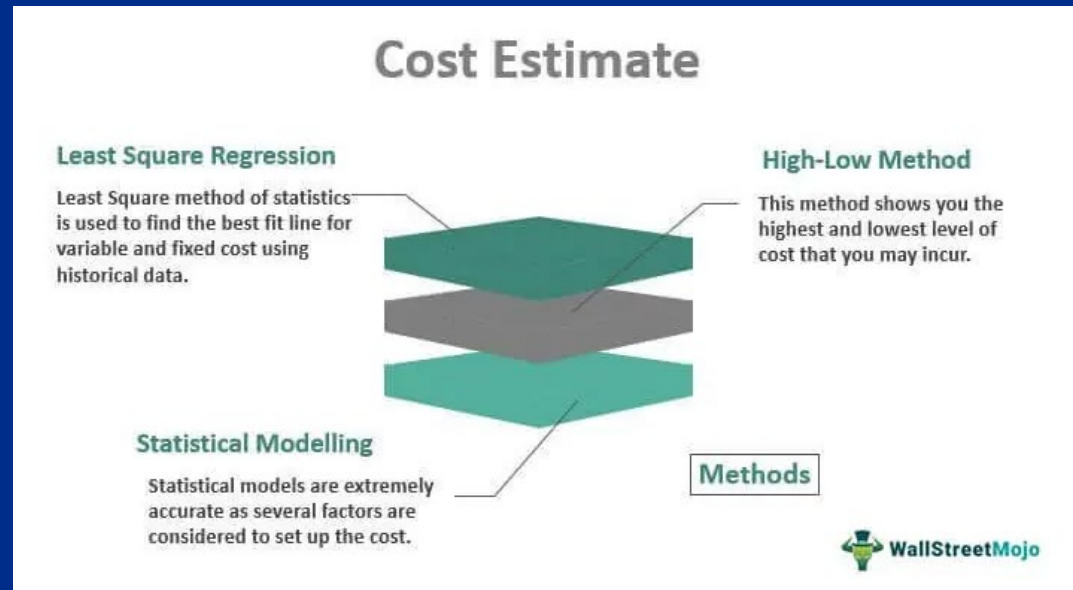 Cost Estimate
Least Square Regression
Least Square method of statistics
is used to find the best fit line for
variable and fixed cost using
historical data.
High-Low Method
This method shows you the
highest and lowest level of
cost that you may incur.
Statistical Modelling
Statistical models are extremely
accurate as several factors are
considered to set up the cost.
Methods
WallStreetMojo